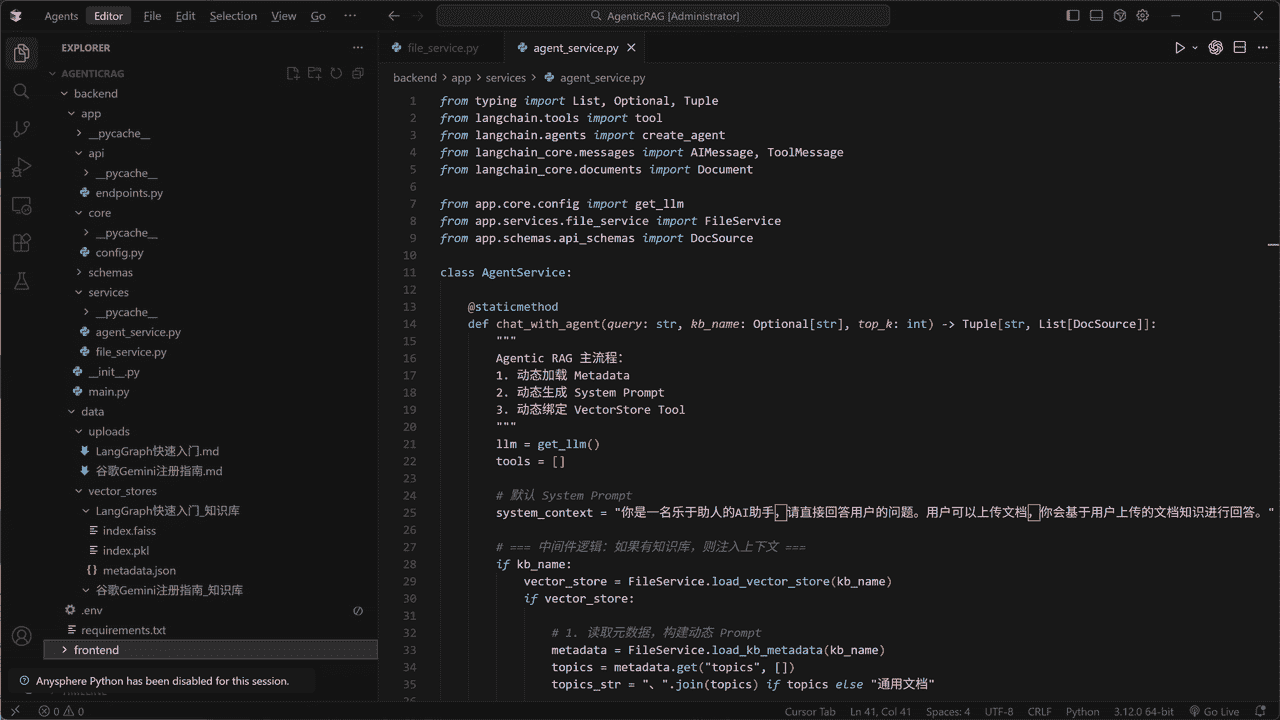 Agents Editor File Edit Selection View Go ··· AgenticRAG [Administrator]
EXPLORER ···
AGENTICRAG
backend
app
__pycache__
api
__pycache__
endpoints.py
core
__pycache__
config.py
schemas
services
__pycache__
agent_service.py
file_service.py
__init__.py
main.py
data
uploads
LangGraph快速入门.md
谷歌Gemini注册指南.md
vector_stores
LangGraph快速入门_知识库
index.faiss
index.pkl
{} metadata.json
谷歌Gemini注册指南_知识库
.env
requirements.txt
frontend
Anysphere Python has been disabled for this session.
file_service.py agent_service.py
backend > app > services > agent_service.py
1 from typing import List, Optional, Tuple
2 from langchain.tools import tool
3 from langchain.agents import create_agent
4 from langchain_core.messages import AIMessage, ToolMessage
5 from langchain_core.documents import Document
6
7 from app.core.config import get_llm
8 from app.services.file_service import FileService
9 from app.schemas.api_schemas import DocSource
10
11 class AgentService:
12
13 @staticmethod
14 def chat_with_agent(query: str, kb_name: Optional[str], top_k: int) -> Tuple[str, List[DocSource]]:
15 """
16 Agentic RAG 主流程：
17 1. 动态加载 Metadata
18 2. 动态生成 System Prompt
19 3. 动态绑定 VectorStore Tool
20 """
21 llm = get_llm()
22 tools = []
23
24 # 默认 System Prompt
25 system_context = "你是一名乐于助人的AI助手，请直接回答用户的问题。用户可以上传文档，你会基于用户上传的文档知识进行回答。"
26
27 # === 中间件逻辑：如果有知识库，则注入上下文 ===
28 if kb_name:
29 vector_store = FileService.load_vector_store(kb_name)
30 if vector_store:
31
32 # 1. 读取元数据，构建动态 Prompt
33 metadata = FileService.load_kb_metadata(kb_name)
34 topics = metadata.get("topics", [])
35 topics_str = "、".join(topics) if topics else "通用文档"
0 0 Cursor Tab Ln 41, Col 41 Spaces: 4 UTF-8 CRLF Python 3.12.0 64-bit Go Live